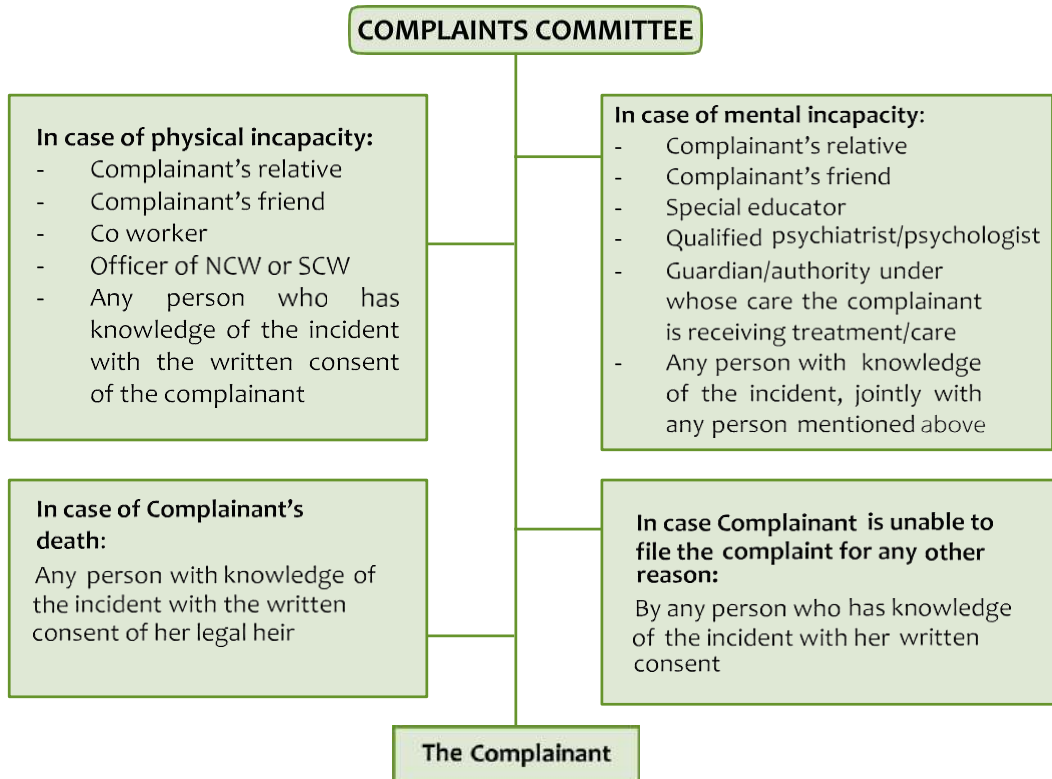 COMPLAINTS COMMITTEE
In case of physical incapacity:
- Complainant's relative
- Complainant's friend
- Co worker
- Officer of NCW or SCW
- Any person who has
knowledge of the incident
with the written consent
of the complainant
In case of mental incapacity:
- Complainant's relative
- Complainant's friend
- Special educator
- Qualified psychiatrist/psychologist
- Guardian/authority under
whose care the complainant
is receiving treatment/care
- Any person with knowledge
of the incident, jointly with
any person mentioned above
In case of Complainant's
death:
Any person with knowledge of
the incident with the written
consent of her legal heir
In case Complainant is unable to
file the complaint for any other
reason:
By any person who has knowledge
of the incident with her written
consent
The Complainant